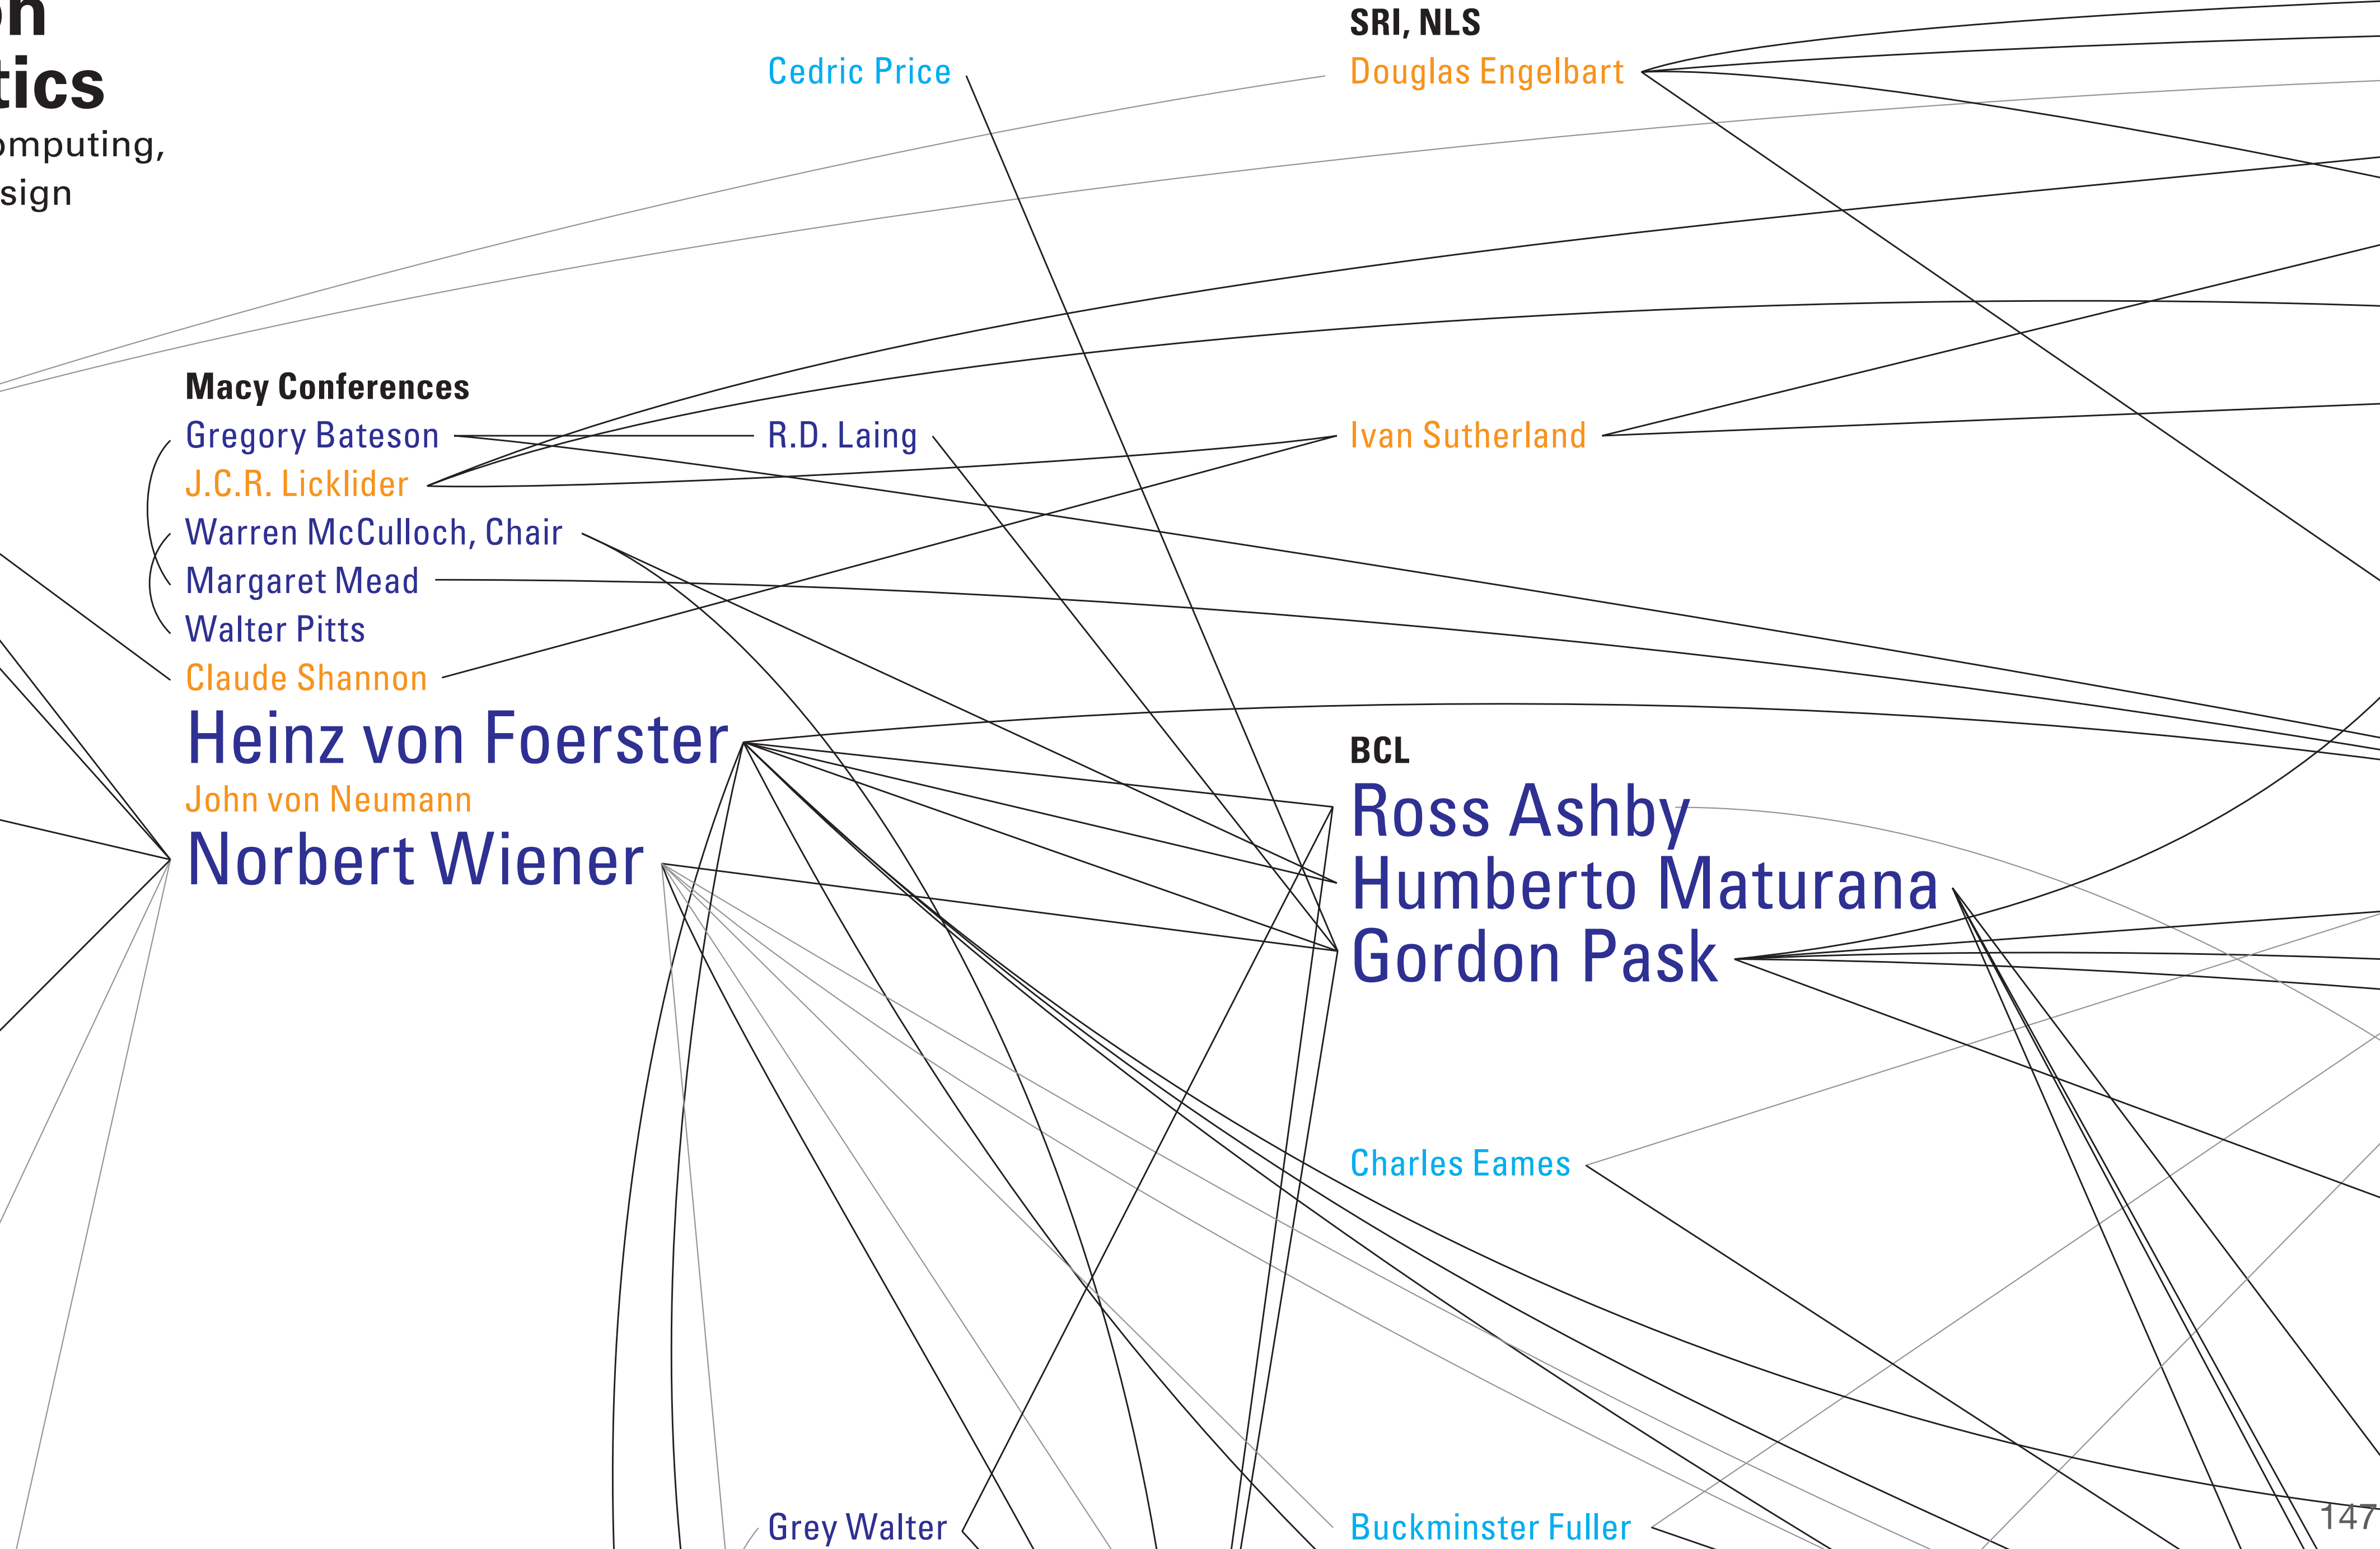 on
tics
omputing,
sign
SRI, NLS
Cedric Price
Douglas Engelbart
Macy Conferences
Gregory Bateson
R.D. Laing
Ivan Sutherland
J.C.R. Licklider
Warren McCulloch, Chair
Margaret Mead
Walter Pitts
Claude Shannon
Heinz von Foerster
John von Neumann
Norbert Wiener
BCL
Ross Ashby
Humberto Maturana
Gordon Pask
Charles Eames
Grey Walter
Buckminster Fuller
147